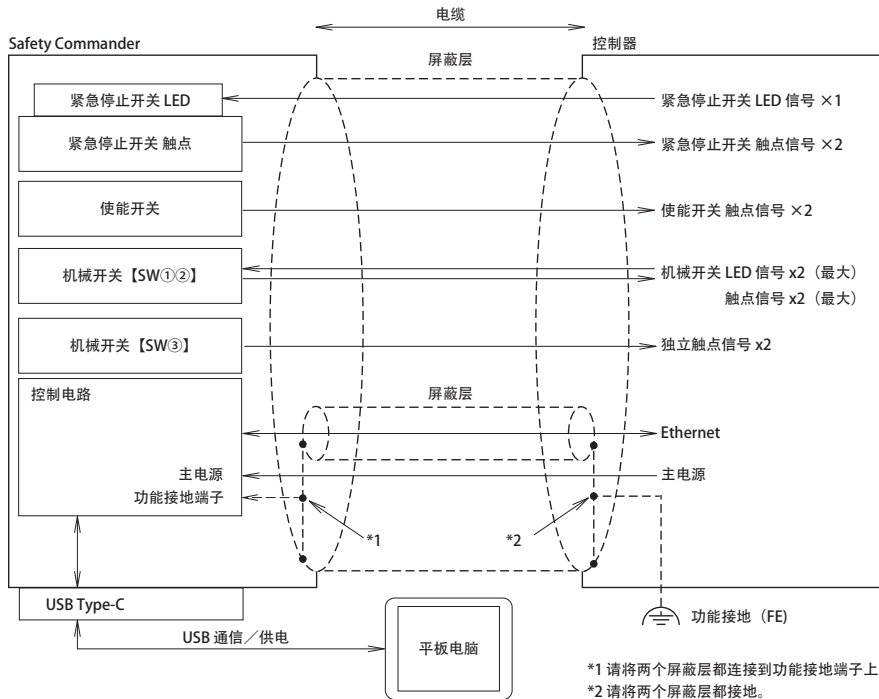 电缆
Safety Commander
控制器
屏蔽层
紧急停止开关 LED
紧急停止开关 LED 信号 ×1
紧急停止开关 触点
紧急停止开关 触点信号 ×2
使能开关
使能开关 触点信号 ×2
机械开关【SW①②】
机械开关 LED 信号 x2（最大）
触点信号 x2（最大）
机械开关【SW③】
独立触点信号 x2
控制电路
屏蔽层
Ethernet
主电源
主电源
功能接地端子
*1
*2
USB Type-C
功能接地（FE)
USB 通信／供电
平板电脑
*1 请将两个屏蔽层都连接到功能接地端子上
*2 请将两个屏蔽层都接地。